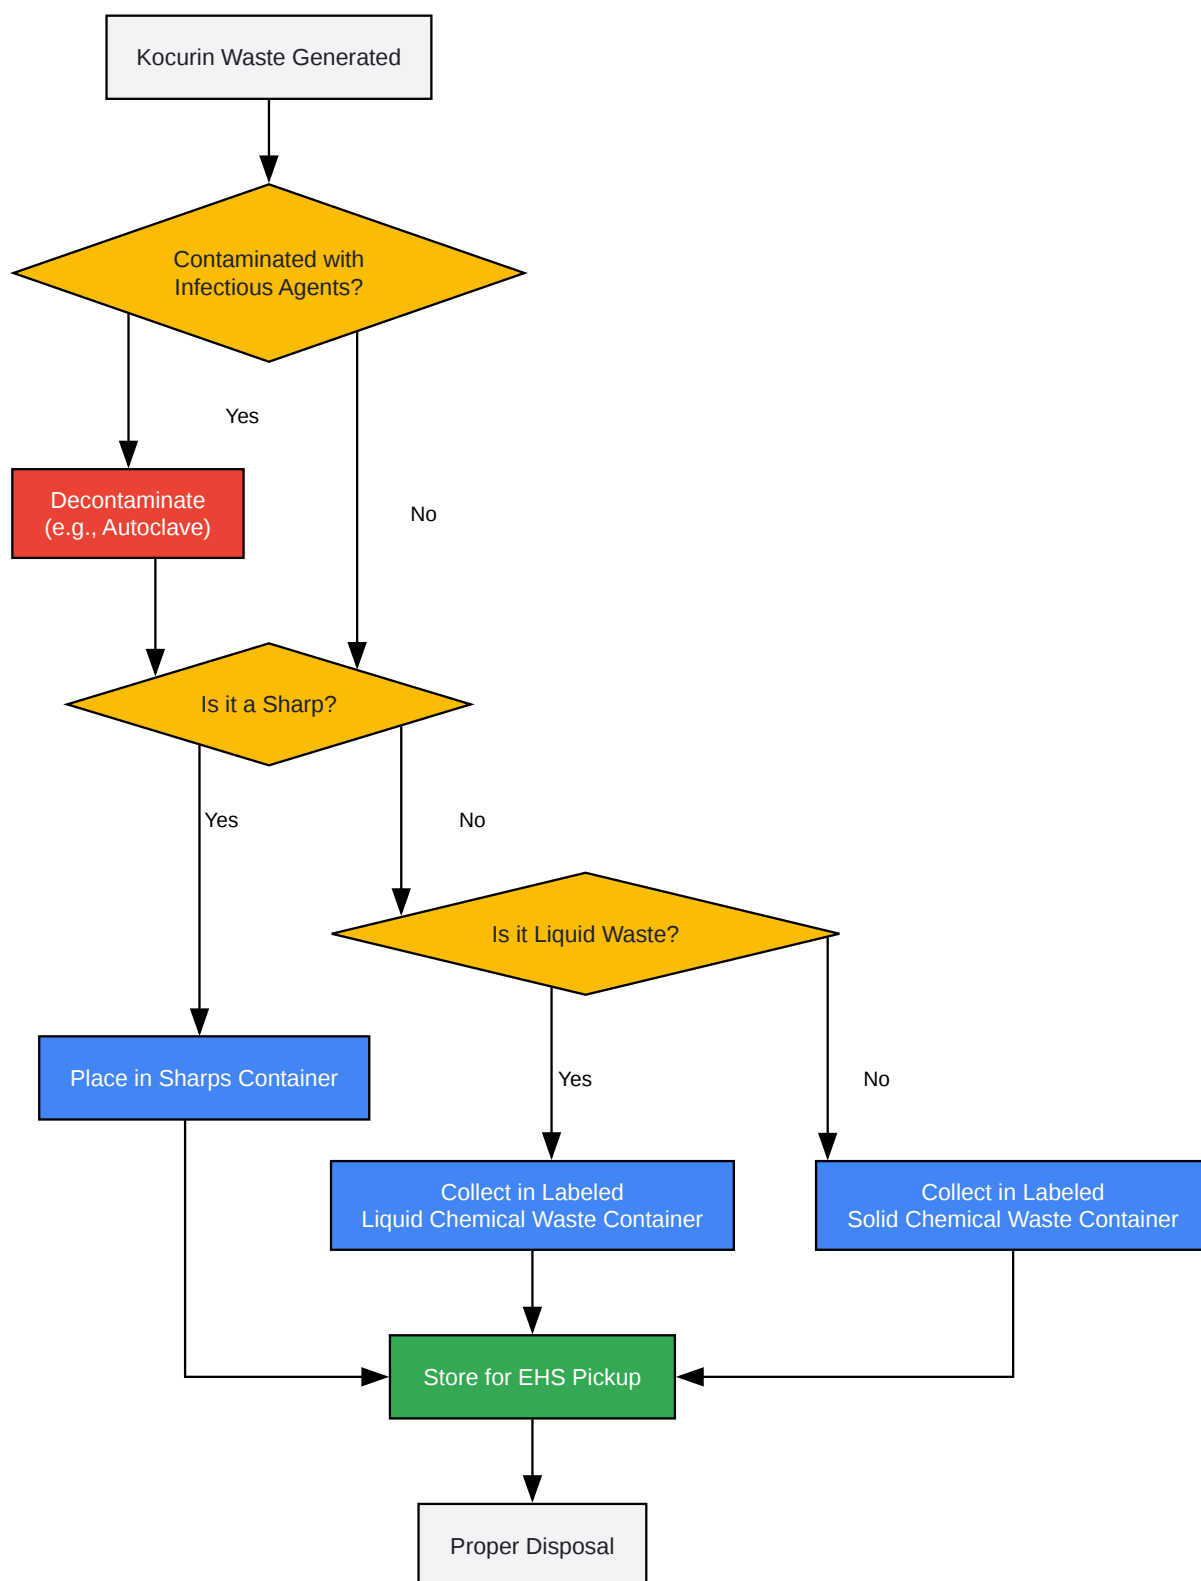 Kocurin Waste Generated
Contaminated with
Infectious Agents?
Yes
Decontaminate
(e.g., Autoclave)
No
Is it a Sharp?
Yes
No
Is it Liquid Waste?
Place in Sharps Container
Yes
No
Collect in Labeled
Liquid Chemical Waste Container
Collect in Labeled
Solid Chemical Waste Container
Store for EHS Pickup
Proper Disposal